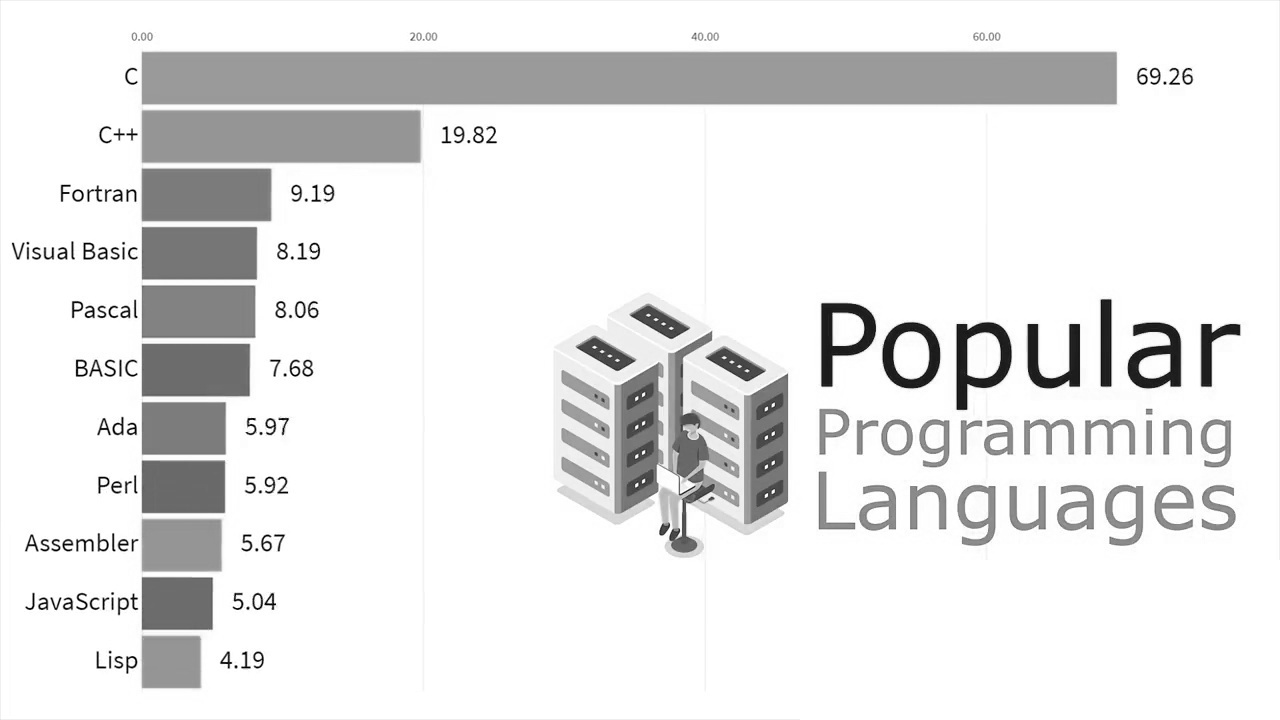 0.00 20.00 40.00 60.00
C 69.26
C++ 19.82
Fortran 9.19
Visual Basic 8.19
Pascal 8.06
BASIC 7.68
Ada 5.97
Perl 5.92
Assembler 5.67
JavaScript 5.04
Lisp 4.19
Popular
Programming
Languages